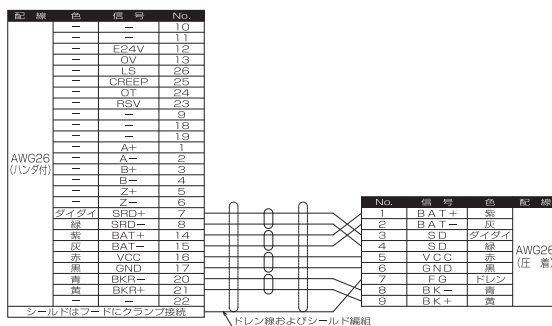 配 線 色 信 号 No.
－ － 10
－ － 11
－ E24V 12
－ 0V 13
－ LS 26
－ CREEP 25
－ OT 24
－ RSV 23
－ － 9
－ － 18
－ － 19
－ A+ 1
AWG26 (ハンダ付) － A− 2
－ B+ 3
－ B− 4
－ Z+ 5
－ Z− 6
ダイダイ SRD+ 7
緑 SRD− 8
紫 BAT+ 14
灰 BAT− 15
赤 VCC 16
黒 GND 17
青 BKR− 20
黄 BKR+ 21
－ － 22
シールドはフードにクランプ接続
No. 信 号 色 配 線
1 BAT+ 紫
2 BAT− 灰
3 SD ダイダイ
4 SD 緑
5 VCC 赤 AWG26 (圧 着)
6 GND 黒
7 FG ドレン
8 BK− 青
9 BK+ 黄
ドレン線およびシールド編組